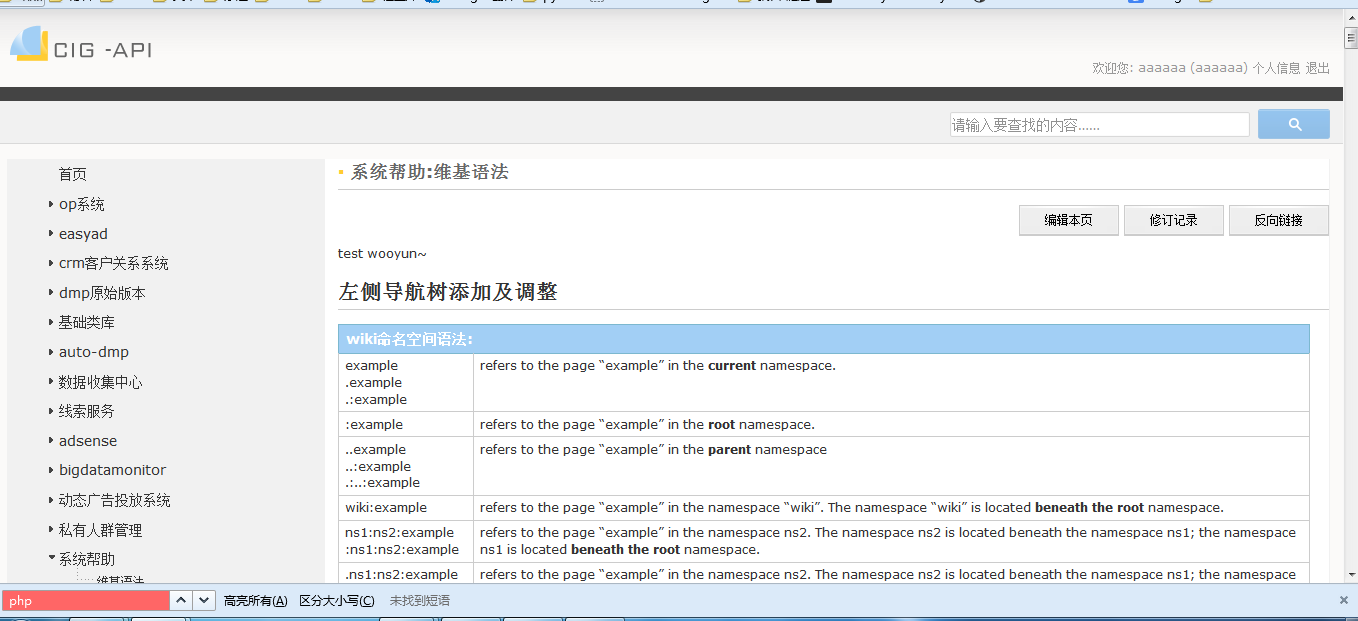 CIG -API
欢迎您: aaaaaa (aaaaaa) 个人信息 退出
请输入要查找的内容......
首页
op系统
easyad
crm客户关系系统
dmp原始版本
基础类库
auto-dmp
数据收集中心
线索服务
adsense
bigdatamonitor
动态广告投放系统
私有人群管理
系统帮助
维基语法
系统帮助:维基语法
编辑本页 修订记录 反向链接
test wooyun~
左侧导航树添加及调整
wiki命名空间语法:
example refers to the page “example” in the current namespace.
.example
.:example
:example refers to the page “example” in the root namespace.
..example refers to the page “example” in the parent namespace
..:example
.:..:example
wiki:example refers to the page “example” in the namespace “wiki”. The namespace “wiki” is located beneath the root namespace.
ns1:ns2:example refers to the page “example” in the namespace ns2. The namespace ns2 is located beneath the namespace ns1; the namespace
:ns1:ns2:example ns1 is located beneath the root namespace.
.ns1:ns2:example refers to the page “example” in the namespace ns2. The namespace ns2 is located beneath the namespace ns1; the namespace
php 高亮所有(A) 区分大小写(C) 未找到短语